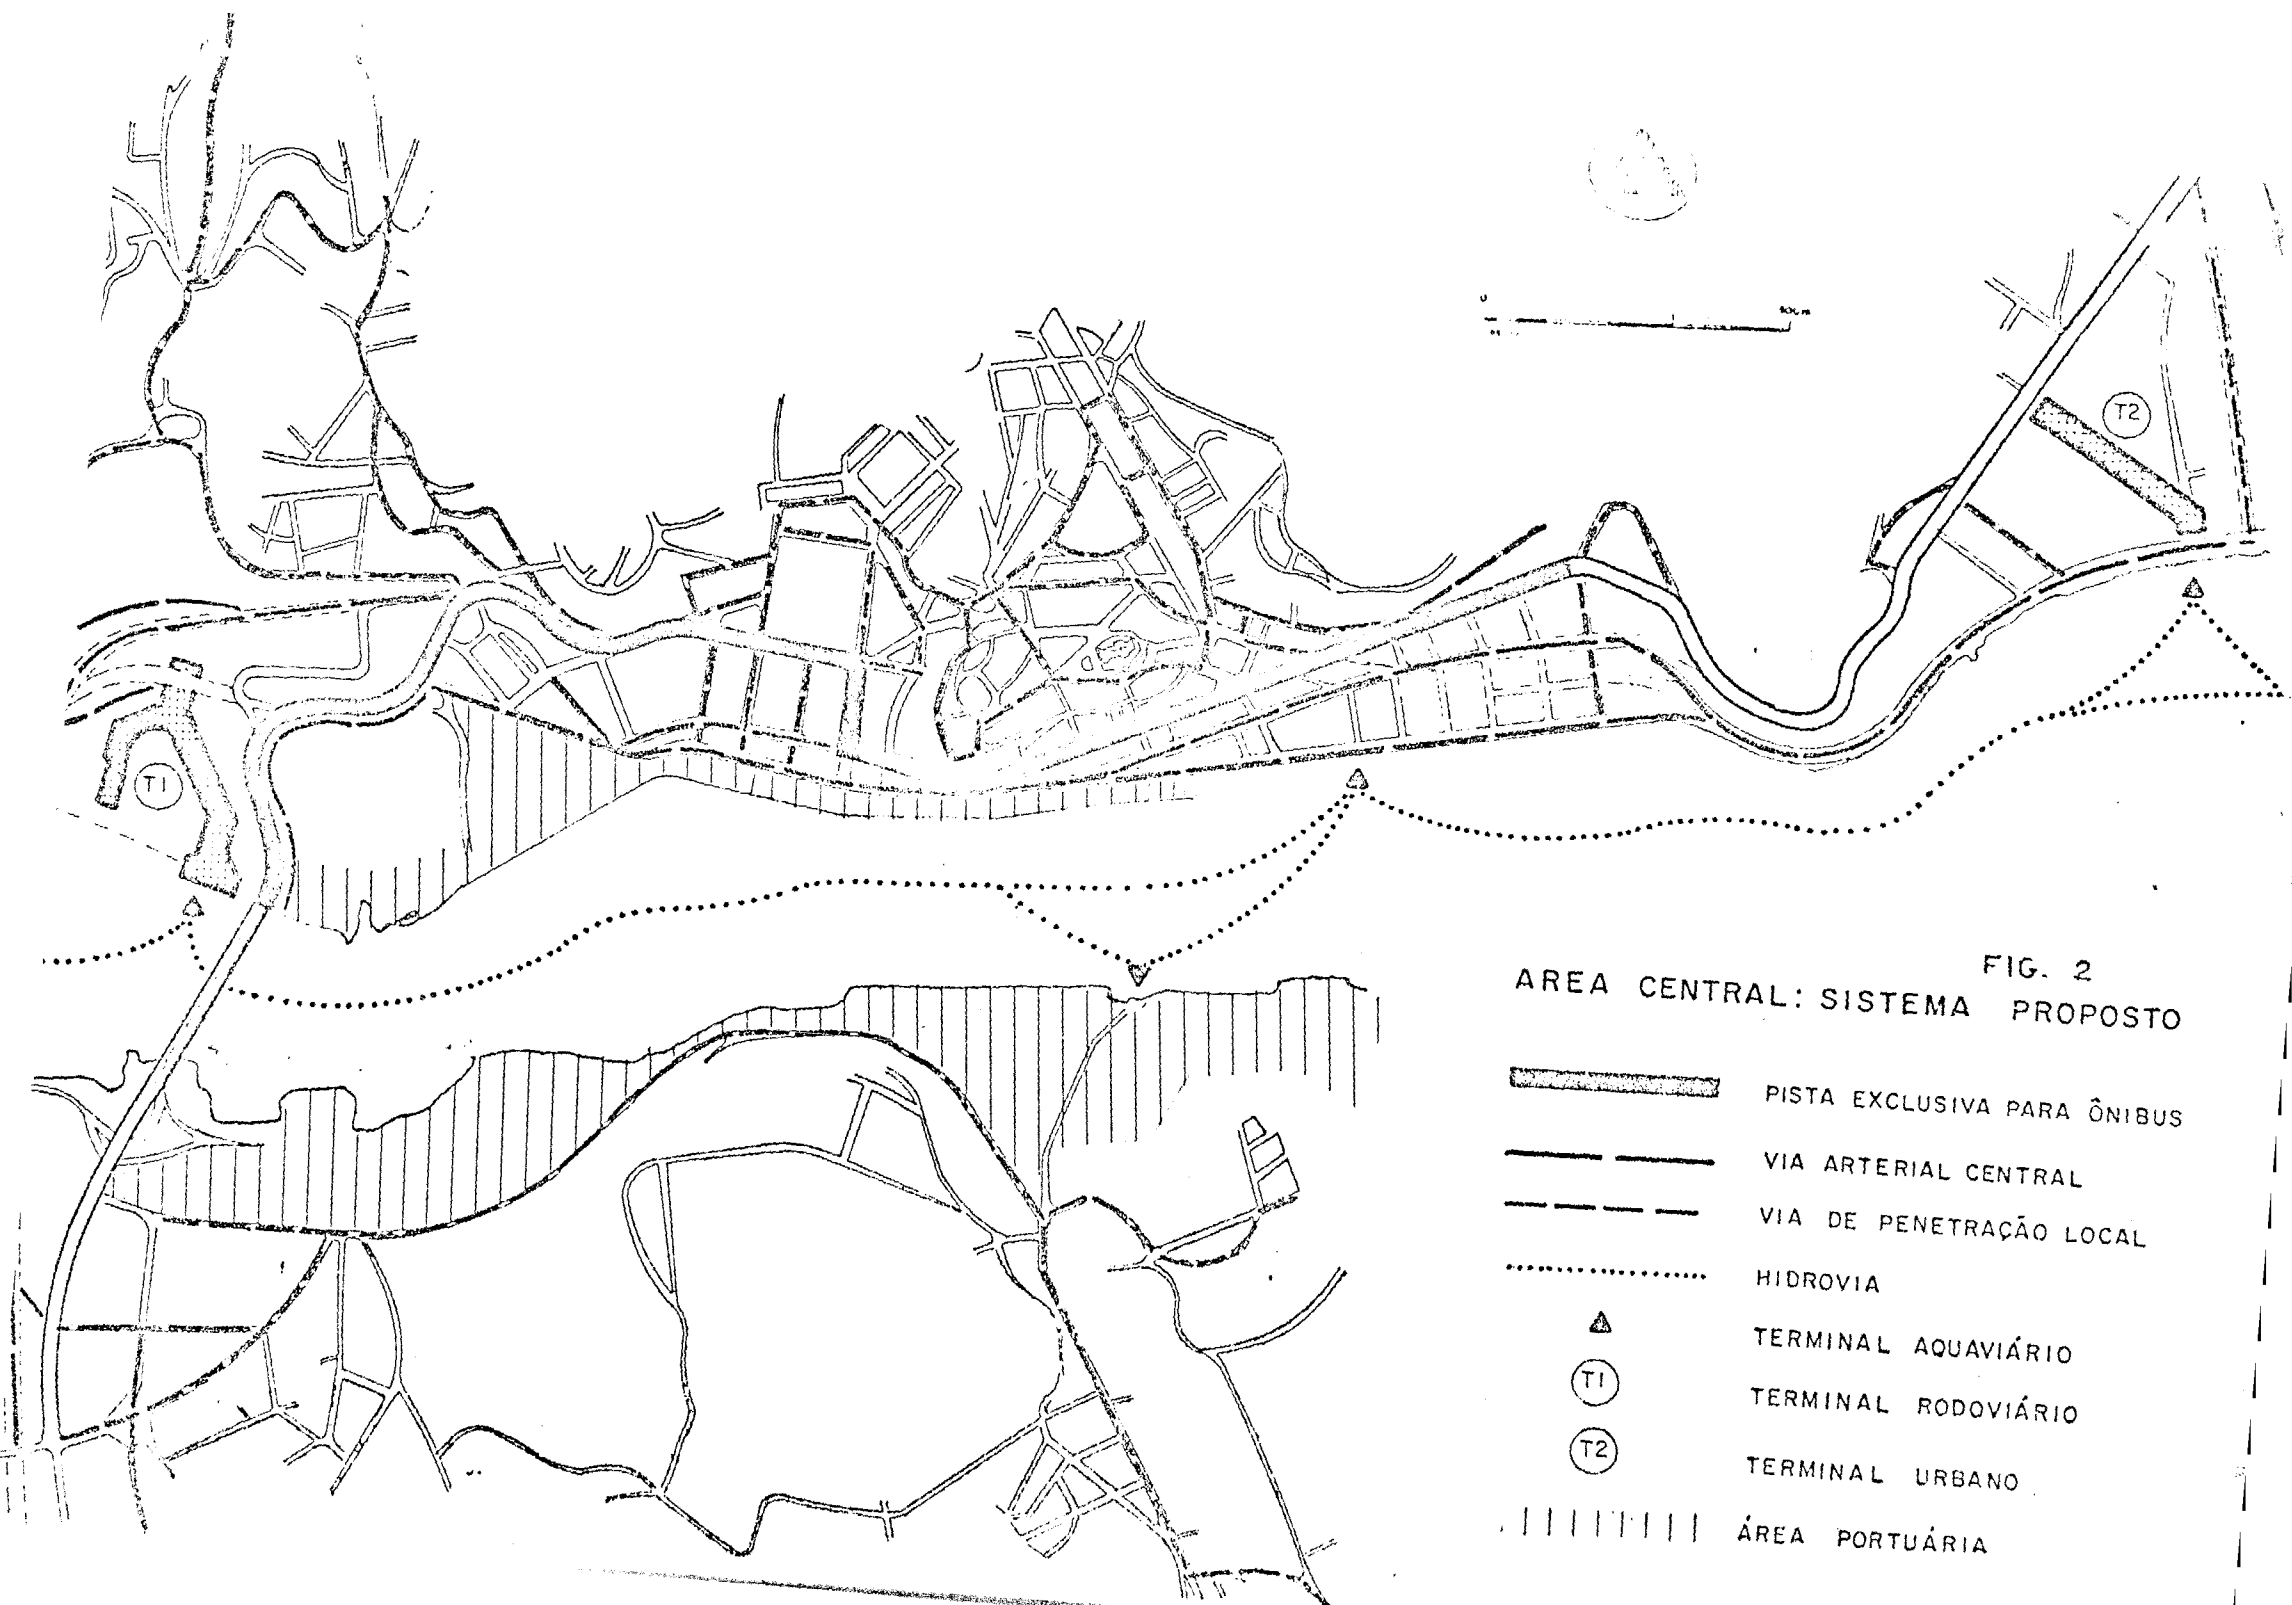 T2
T1
FIG. 2
AREA CENTRAL: SISTEMA PROPOSTO
PISTA EXCLUSIVA PARA ÔNIBUS
VIA ARTERIAL CENTRAL
VIA DE PENETRAÇÃO LOCAL
HIDROVIA
TERMINAL AQUAVIÁRIO
T1 TERMINAL RODOVIÁRIO
T2 TERMINAL URBANO
ÁREA PORTUÁRIA